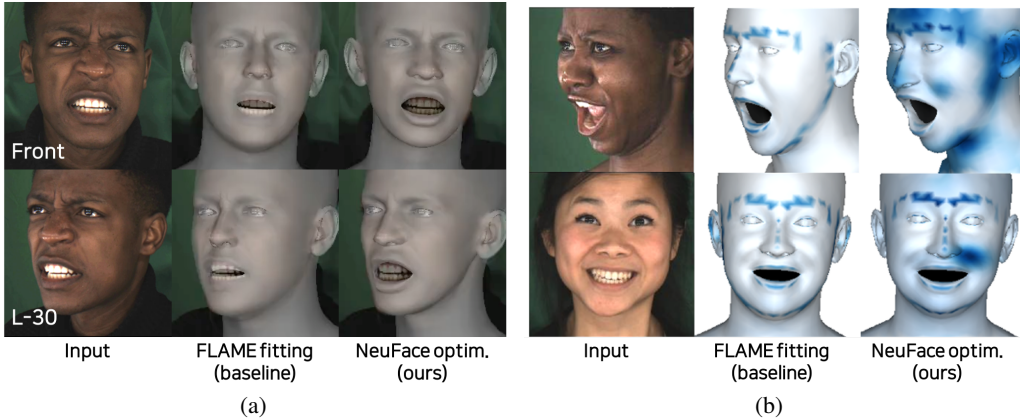 Front
L-30
Input
FLAME fitting
(baseline)
NeuFace optim.
(ours)
Input
FLAME fitting
(baseline)
NeuFace optim.
(ours)
(a)
(b)